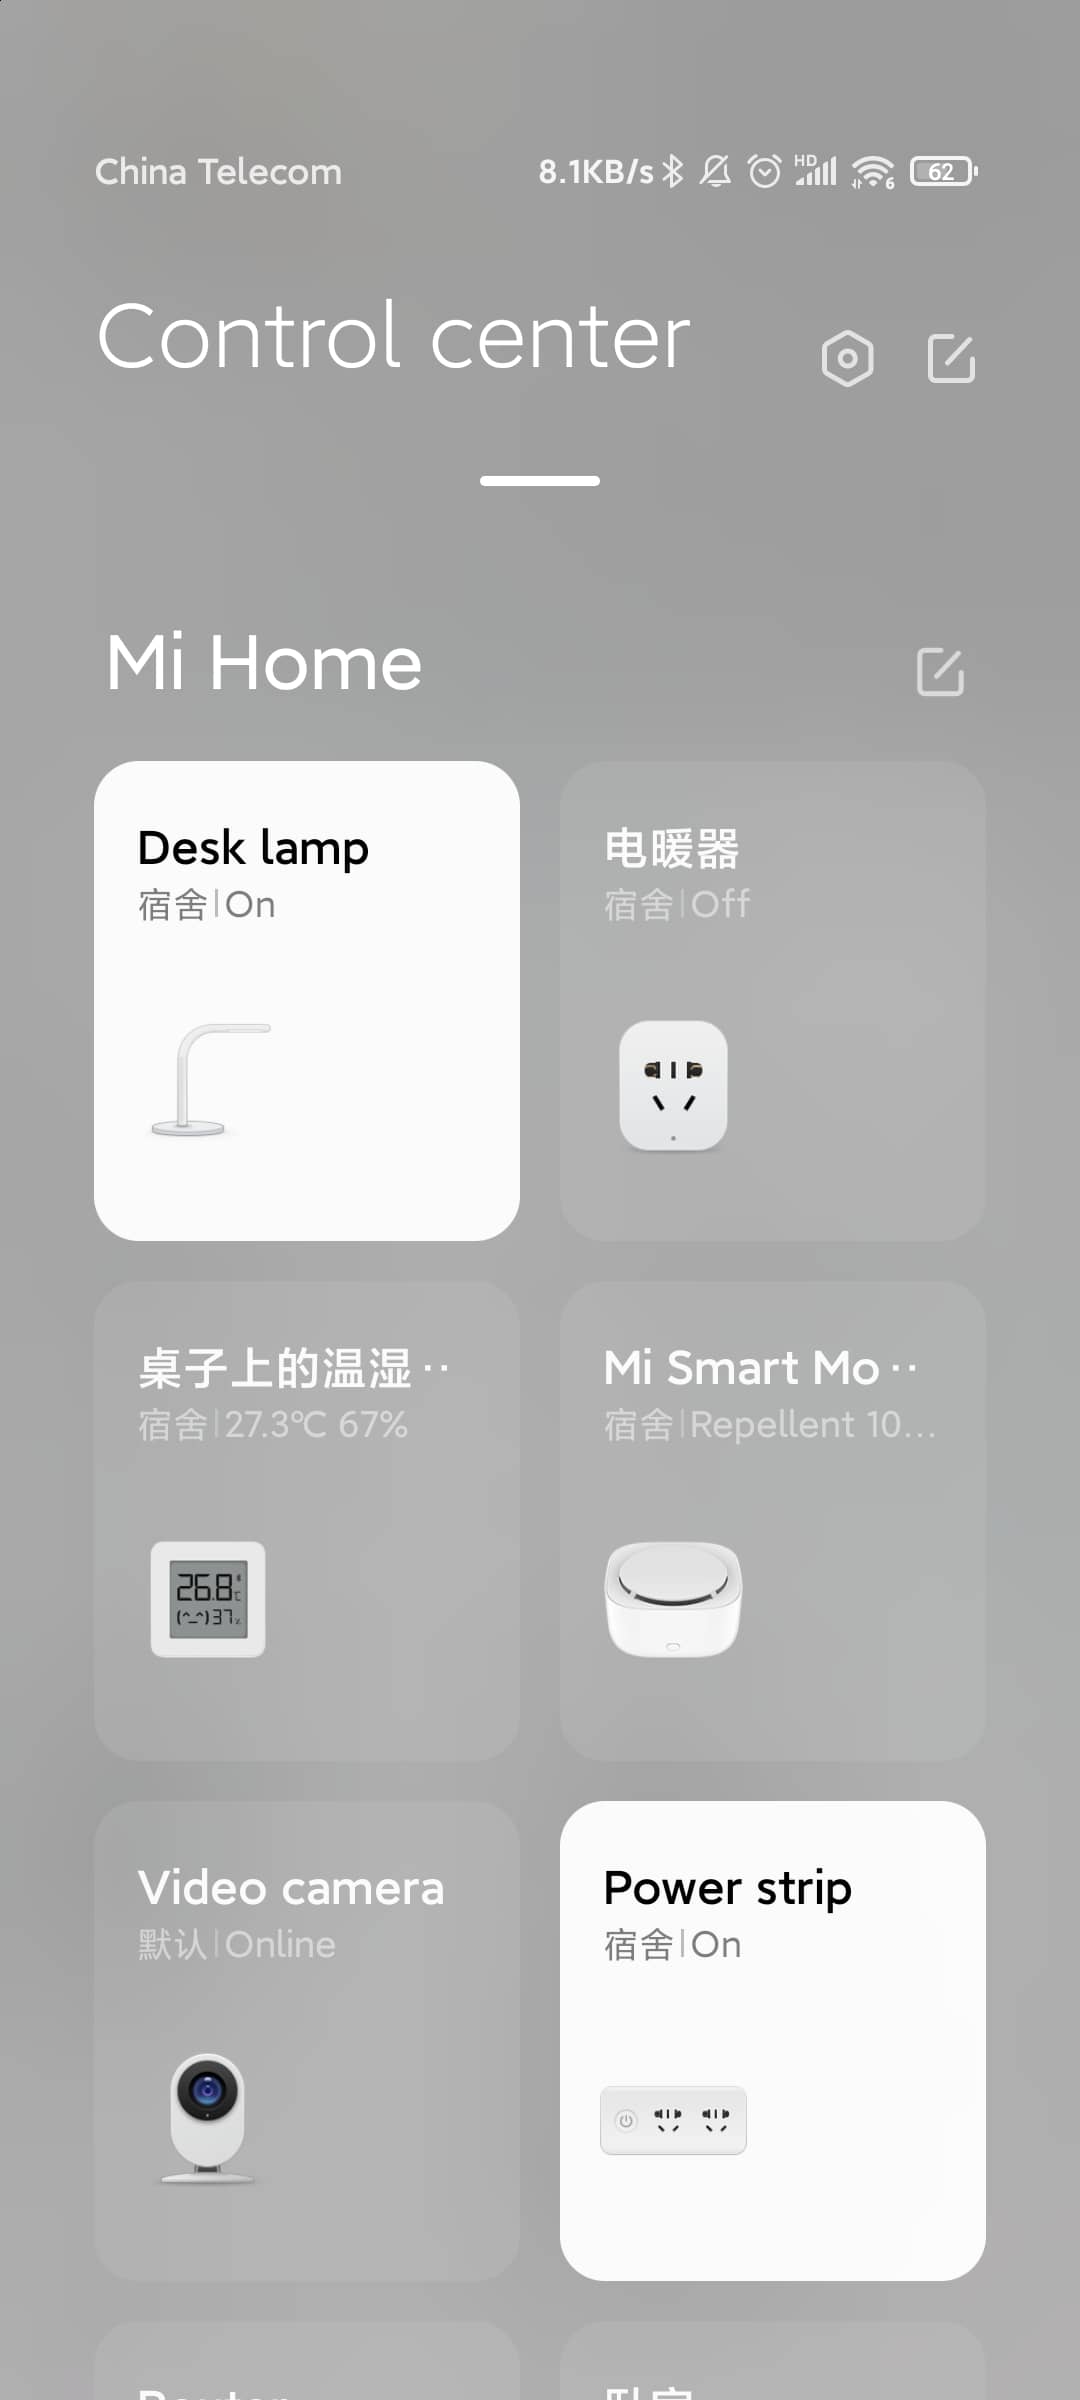 China Telecom 8.1KB/s HD 6 62
Control center
Mi Home
Desk lamp
宿舍|On
电暖器
宿舍|Off
桌子上的温湿··
宿舍|27.3℃ 67%
26.8℃
(^_^)37%
Mi Smart Mo··
宿舍|Repellent 10...
Video camera
默认|Online
Power strip
宿舍|On
Router